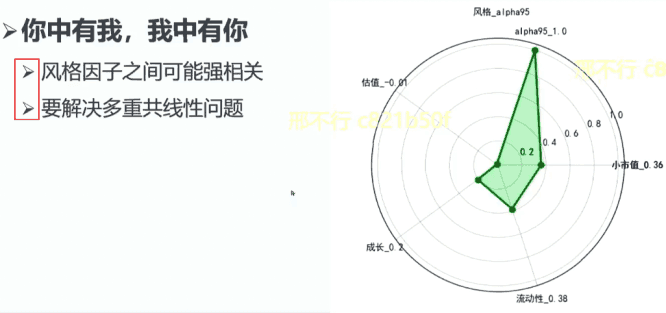 ➢你中有我，我中有你
➢ 风格因子之间可能强相关
➢ 要解决多重共线性问题
风格_alpha95
alpha95_1.0
估值_-0.01
邢不行 c821b50f
邢不行 c8
1.0
0.8
0.6
0.4
0.2
小市值_0.36
成长_0.2
流动性_0.38